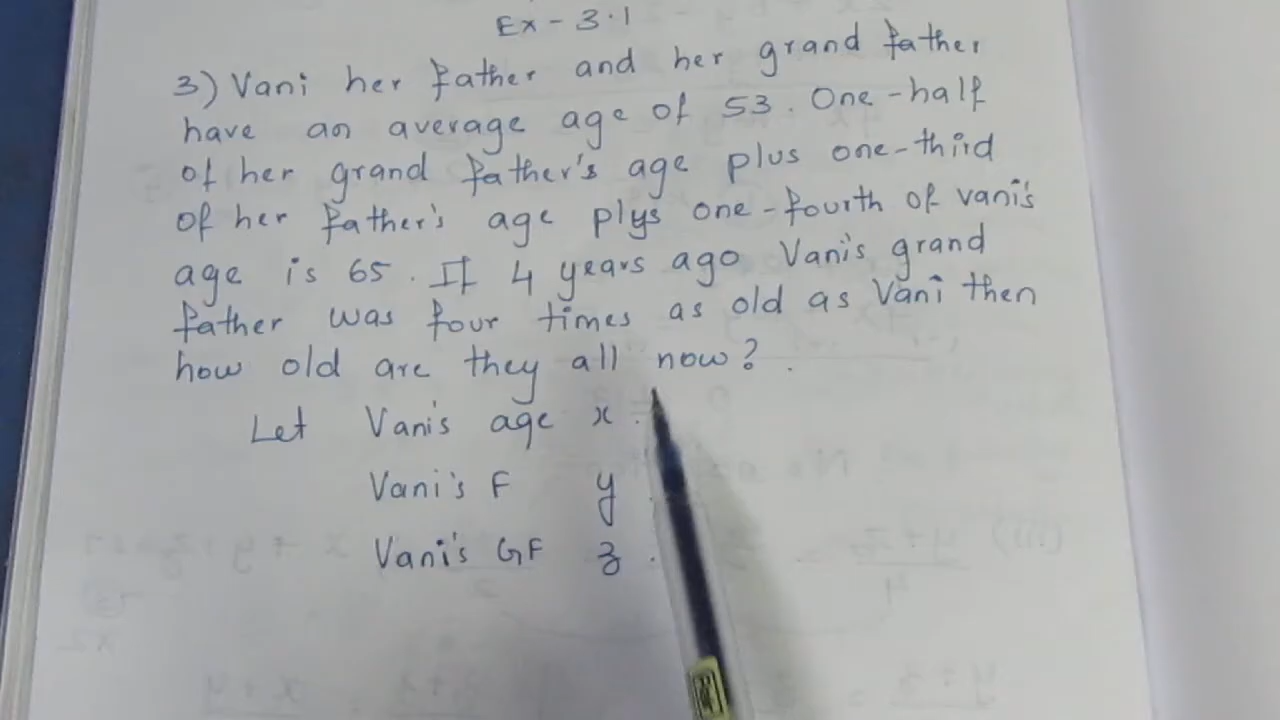 Ex - 3.1
3) Vani her father and her grand father
have an average age of 53. One-half
of her grand father's age plus one-third
of her father's age plys one-fourth of vani's
age is 65. If 4 years ago Vani's grand
father was four times as old as Vani then
how old are they all now?
Let Vani's age x.
Vani's F y
Vani's GF z.